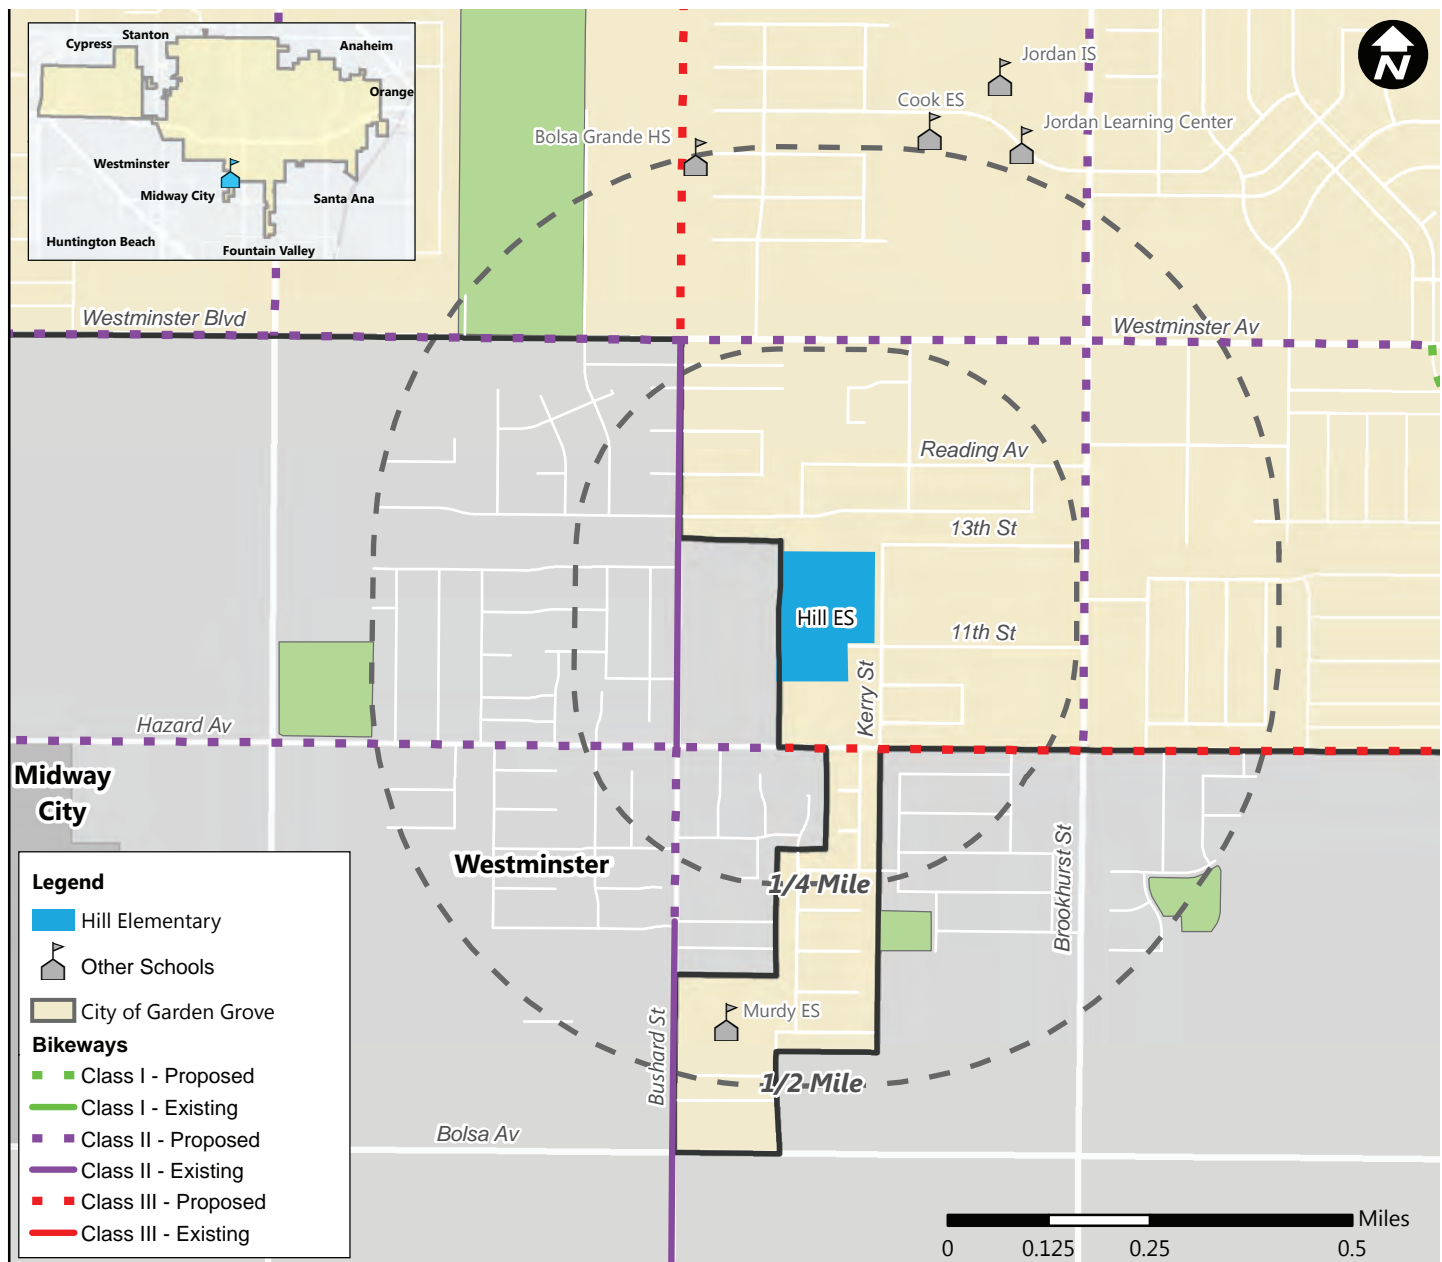 Cypress
Stanton
Anaheim
Orange
Westminster
Midway City
Santa Ana
Huntington Beach
Fountain Valley
N
Jordan IS
Cook ES
Jordan Learning Center
Bolsa Grande HS
Westminster Blvd
Westminster Av
Reading Av
13th St
Hill ES
11th St
Kerry St
Hazard Av
Midway
City
Westminster
1/4 Mile
Brookhurst St
Murdy ES
Bushard St
1/2 Mile
Bolsa Av
Legend
Hill Elementary
Other Schools
City of Garden Grove
Bikeways
Class I - Proposed
Class I - Existing
Class II - Proposed
Class II - Existing
Class III - Proposed
Class III - Existing
Miles
0 0.125 0.25 0.5